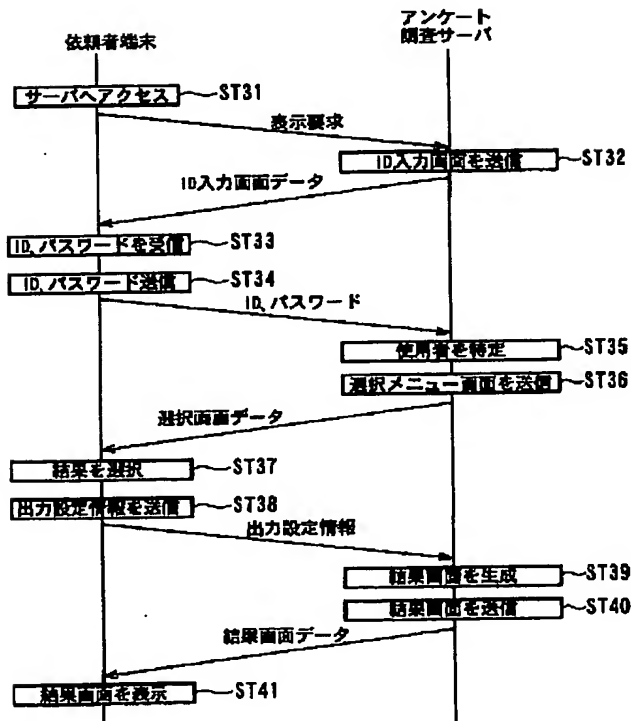 依頼者端末
アンケート
調査サーバ
サーバへアクセス
ST31
表示要求
ID入力画面を送信
ST32
ID入力画面データ
ID、パスワードを受信
ST33
ID、パスワード送信
ST34
ID、パスワード
使用者を特定
ST35
選択メニュー画面を送信
ST36
選択画面データ
結果を選択
ST37
出力設定情報を送信
ST38
出力設定情報
結果画面を生成
ST39
結果画面を送信
ST40
結果画面データ
結果画面を表示
ST41